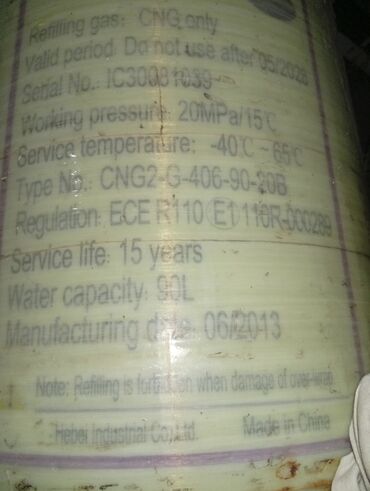 Refilling gas: CNG only
Valid period. Do not use after 05/2028
Serial No.: IC30081039
Working pressure: 20MPa/15℃
Service temperature: -40℃ ~ 65℃
Type No.: CNG2-G-406-90-20B
Regulation: ECE R110 E1 110R-000289
Service life: 15 years
Water capacity: 90L
Manufacturing date: 06/2013
Note: Refilling is forbidden when damage of over-wrap
Made in China
Hebei Industrial Co., Ltd.